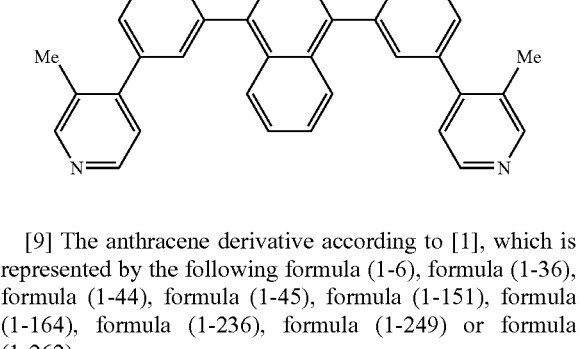 Me Me
N N
[9] The anthracene derivative according to [1], which is
represented by the following formula (1-6), formula (1-36),
formula (1-44), formula (1-45), formula (1-151), formula
(1-164), formula (1-236), formula (1-249) or formula
(1-262)